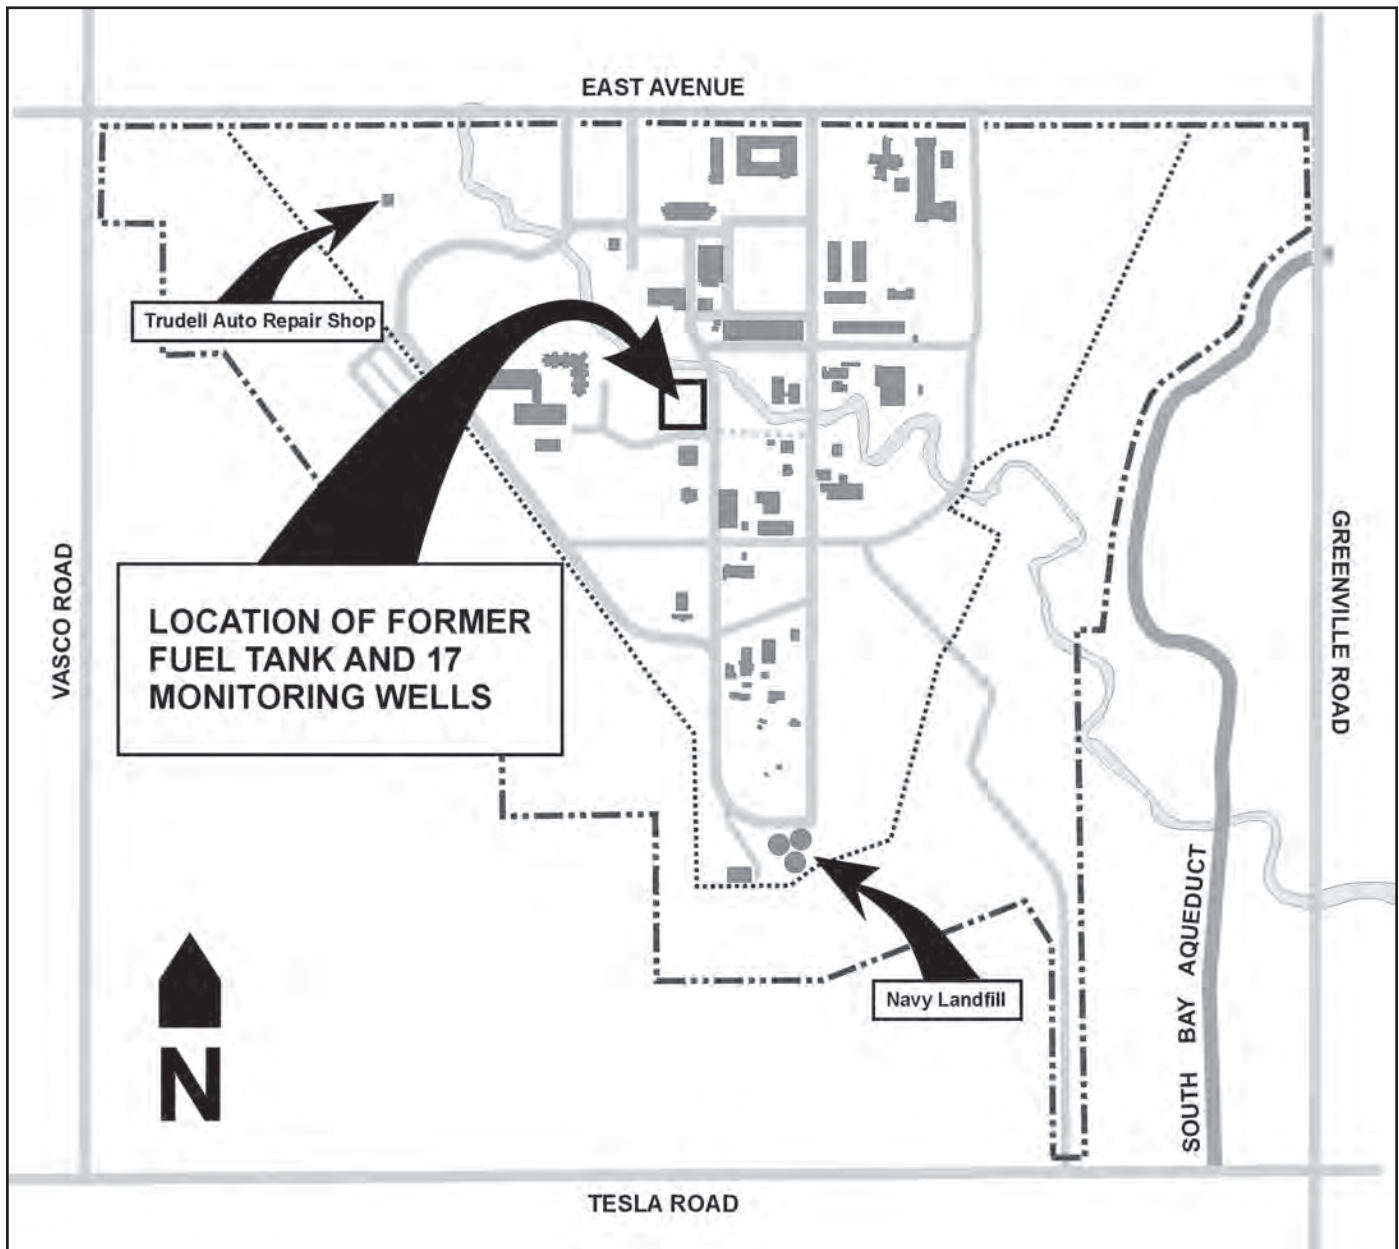 EAST AVENUE
Trudell Auto Repair Shop
LOCATION OF FORMER
FUEL TANK AND 17
MONITORING WELLS
VASCO ROAD
GREENVILLE ROAD
SOUTH BAY AQUEDUCT
Navy Landfill
N
TESLA ROAD